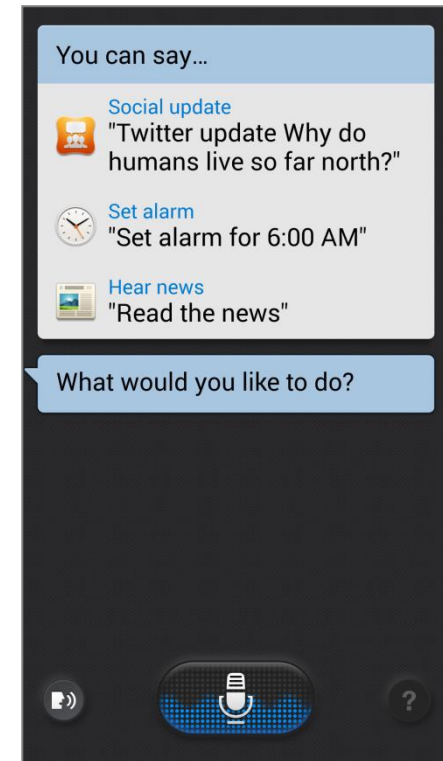 You can say…
Social update
"Twitter update Why do
humans live so far north?"
Set alarm
"Set alarm for 6:00 AM"
Hear news
"Read the news"
What would you like to do?
?